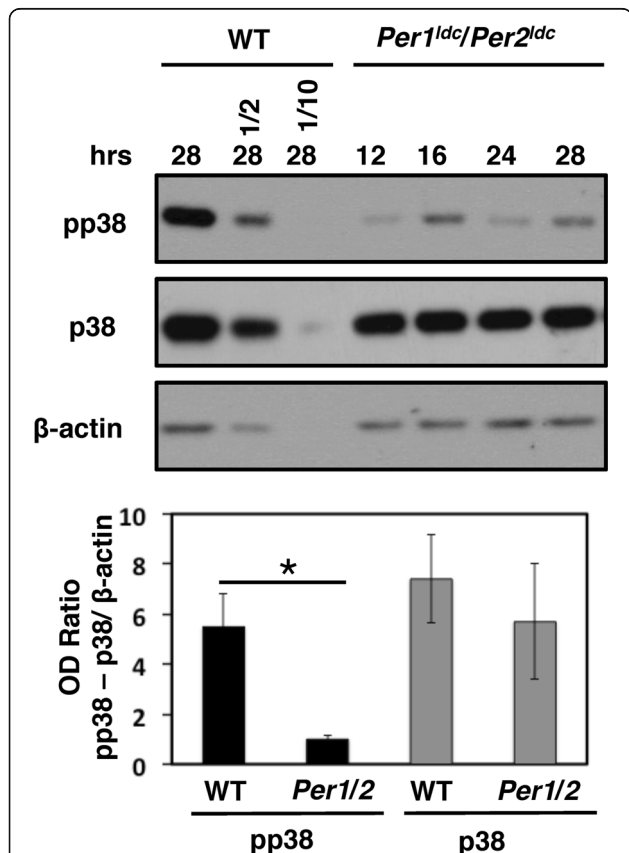 WT Per1ldc/Per2ldc
1/2 1/10
hrs 28 28 28 12 16 24 28
pp38
p38
β-actin
OD Ratio
pp38 – p38/ β-actin
10
8
6
4
2
0
*
WT Per1/2 WT Per1/2
pp38 p38